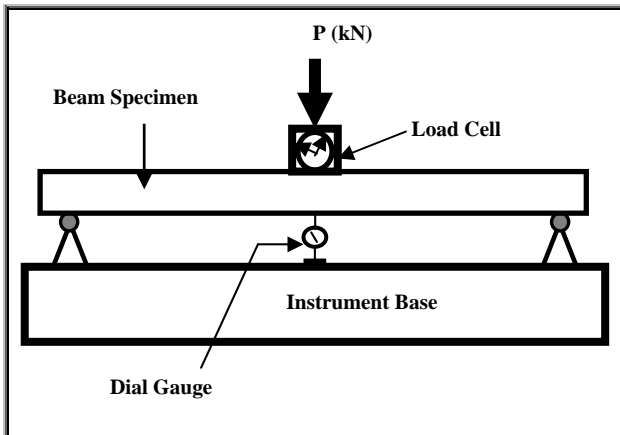 P (kN)
Beam Specimen
Load Cell
Instrument Base
Dial Gauge